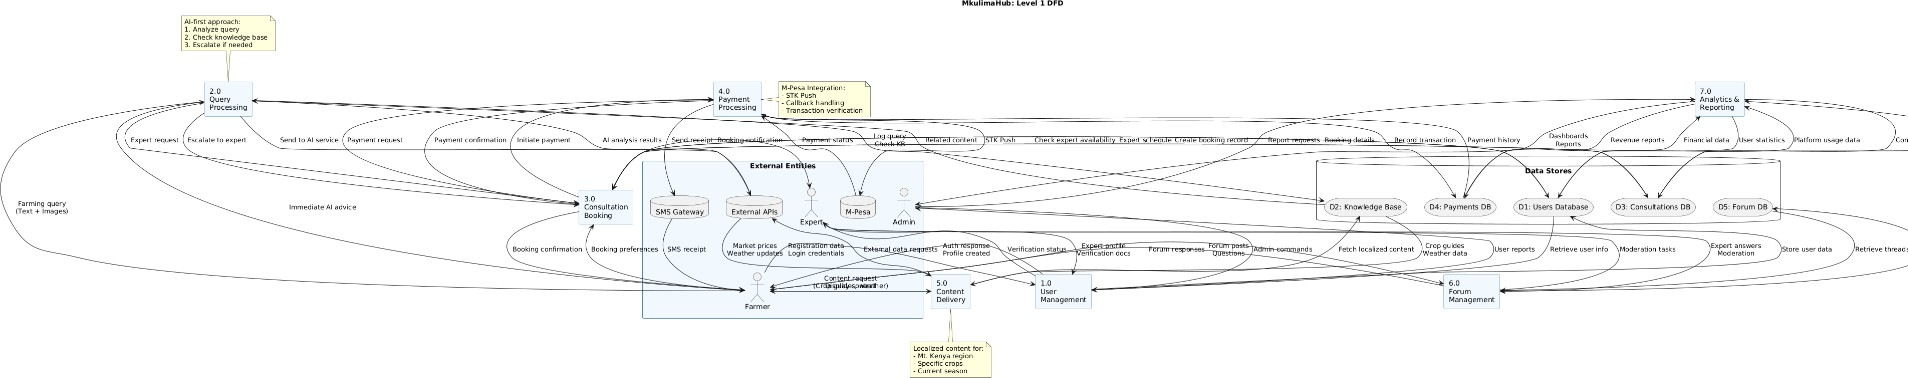 MkulimaHub: Level 1 DFD
AI-first approach:
1. Analyze query
2. Check knowledge base
3. Escalate if needed
2.0
Query
Processing
4.0
Payment
Processing
M-Pesa Integration:
- STK Push
- Callback handling
- Transaction verification
7.0
Analytics &
Reporting
Expert request
Escalate to expert
Send to AI service
Payment request
Payment confirmation
Initiate payment
AI analysis results
Send receipt
Booking notification
Payment status
Log query
Check KB
Related content
STK Push
Check expert availability
Expert schedule
Create booking record
Report requests
Booking details
Record transaction
Payment history
Dashboards
Reports
Revenue reports
Financial data
User statistics
Platform usage data
External Entities
Data Stores
Farming query
(Text + Images)
Immediate AI advice
3.0
Consultation
Booking
SMS Gateway
External APIs
Expert
M-Pesa
Admin
D2: Knowledge Base
D4: Payments DB
D1: Users Database
D3: Consultations DB
D5: Forum DB
Booking confirmation
Booking preferences
SMS receipt
Market prices
Weather updates
Registration data
Login credentials
External data requests
Auth response
Profile created
Verification status
Expert profile
Verification docs
Forum responses
Forum posts
Questions
Admin commands
Fetch localized content
Crop guides
Weather data
User reports
Retrieve user info
Moderation tasks
Expert answers
Moderation
Store user data
Retrieve threads
Content request
Farmer
5.0
Content
Delivery
1.0
User
Management
6.0
Forum
Management
Localized content for:
- Mt. Kenya region
- Specific crops
- Current season